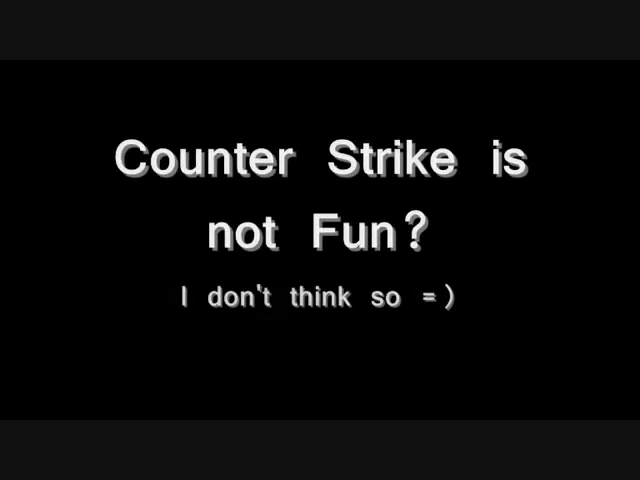 Counter Strike is
not Fun?
I don't think so =)